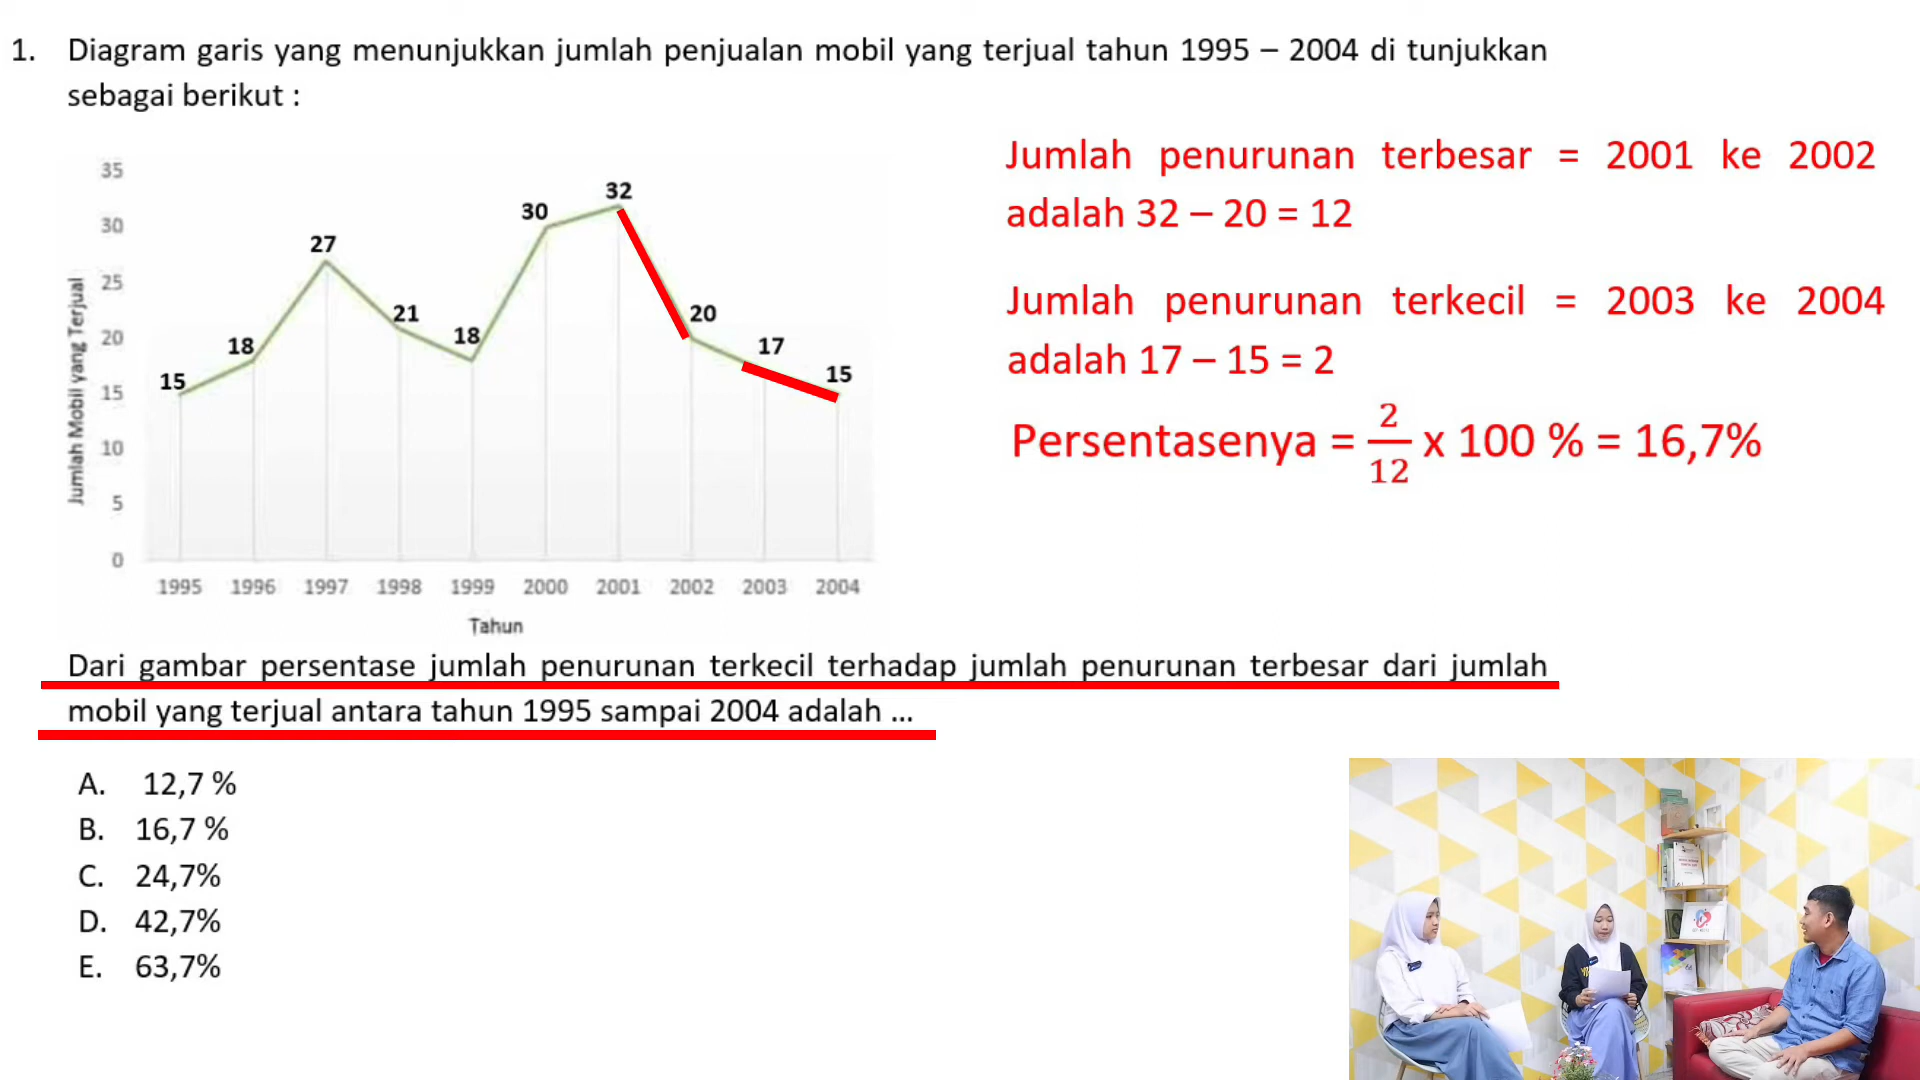 1. Diagram garis yang menunjukkan jumlah penjualan mobil yang terjual tahun 1995 – 2004 di tunjukkan
sebagai berikut :
35
30
25
20
15
10
5
0
Jumlah Mobil yang Terjual
15
18
27
21
18
30
32
20
17
15
1995 1996 1997 1998 1999 2000 2001 2002 2003 2004
Tahun
Jumlah penurunan terbesar = 2001 ke 2002
adalah 32 – 20 = 12
Jumlah penurunan terkecil = 2003 ke 2004
adalah 17 – 15 = 2
Persentasenya = 2/12 x 100 % = 16,7%
Dari gambar persentase jumlah penurunan terkecil terhadap jumlah penurunan terbesar dari jumlah
mobil yang terjual antara tahun 1995 sampai 2004 adalah ...
A. 12,7 %
B. 16,7 %
C. 24,7%
D. 42,7%
E. 63,7%